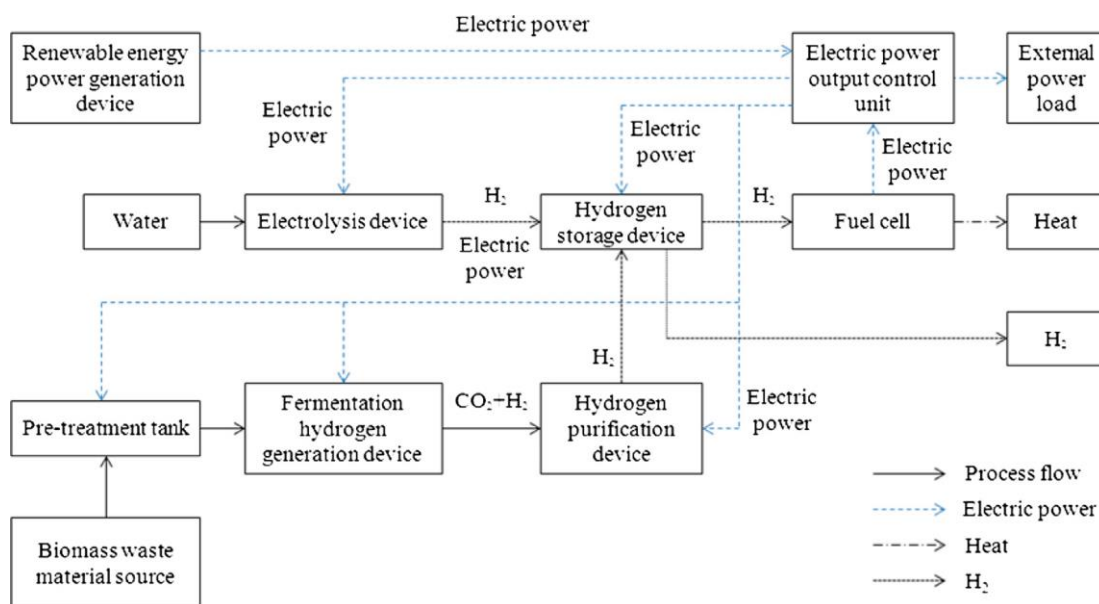 Electric power
Renewable energy
power generation
device
Electric power
output control
unit
External
power
load
Electric
power
Electric
power
Electric
power
Water
Electrolysis device
H₂
Electric
power
Hydrogen
storage device
H₂
Fuel cell
Heat
H₂
H₂
Pre-treatment tank
Fermentation
hydrogen
generation device
CO₂+H₂
Hydrogen
purification
device
Electric
power
Biomass waste
material source
Process flow
Electric power
Heat
H₂